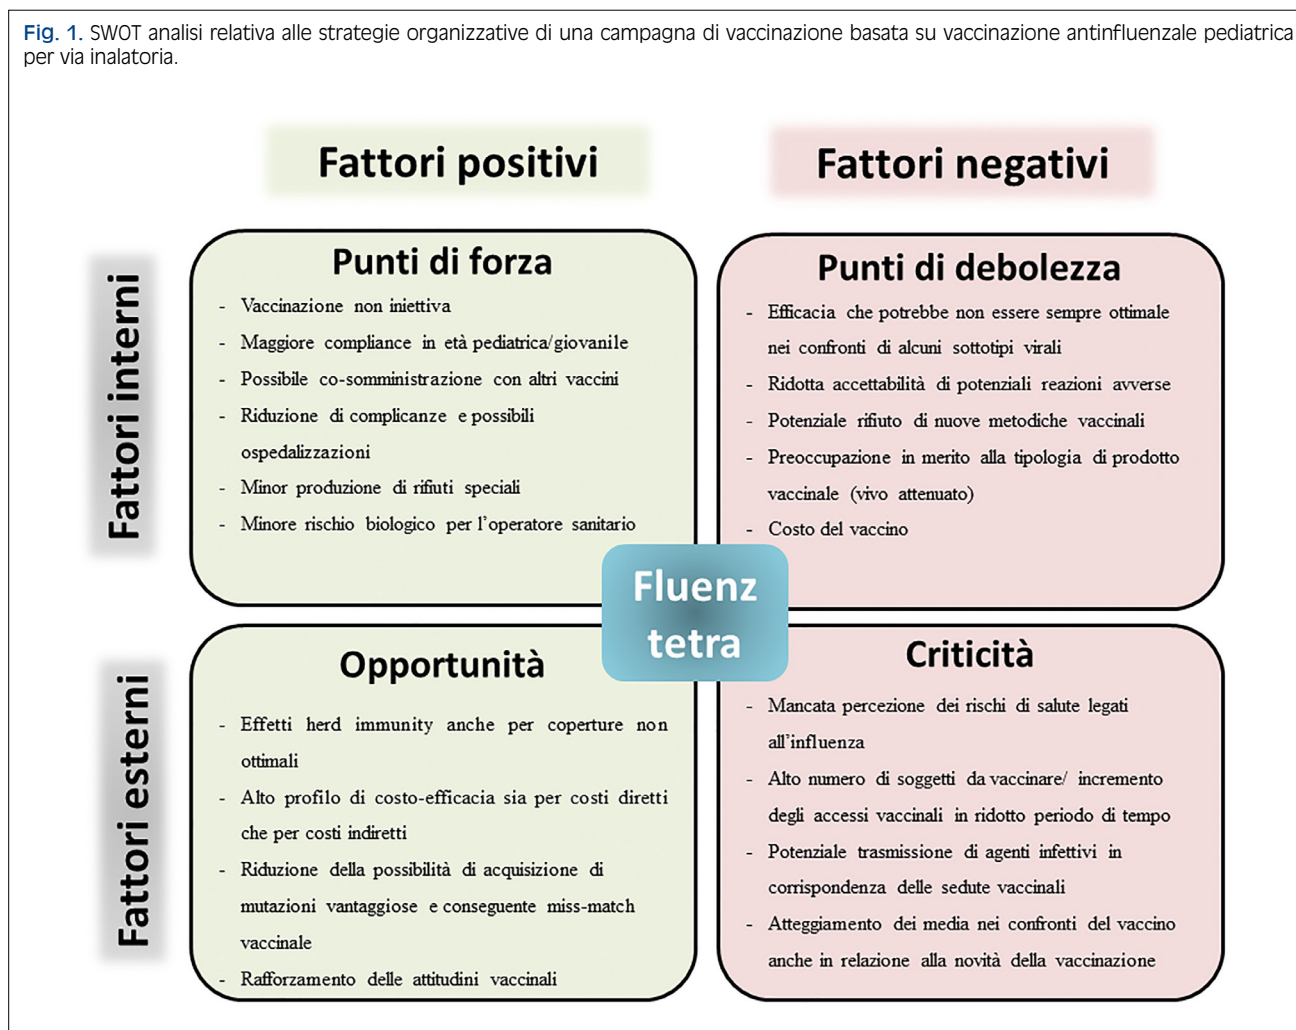 Fig. 1. SWOT analisi relativa alle strategie organizzative di una campagna di vaccinazione basata su vaccinazione antinfluenzale pediatrica
per via inalatoria.
Fattori positivi
Fattori negativi
Fattori interni
Punti di forza
- Vaccinazione non iniettiva
- Maggiore compliance in età pediatrica/giovanile
- Possibile co-somministrazione con altri vaccini
- Riduzione di complicanze e possibili
ospedalizzazioni
- Minor produzione di rifiuti speciali
- Minore rischio biologico per l'operatore sanitario
Punti di debolezza
- Efficacia che potrebbe non essere sempre ottimale
nei confronti di alcuni sottotipi virali
- Ridotta accettabilità di potenziali reazioni avverse
- Potenziale rifiuto di nuove metodiche vaccinali
- Preoccupazione in merito alla tipologia di prodotto
vaccinale (vivo attenuato)
- Costo del vaccino
Fluenz
tetra
Fattori esterni
Opportunità
- Effetti herd immunity anche per coperture non
ottimali
- Alto profilo di costo-efficacia sia per costi diretti
che per costi indiretti
- Riduzione della possibilità di acquisizione di
mutazioni vantaggiose e conseguente miss-match
vaccinale
- Rafforzamento delle attitudini vaccinali
Criticità
- Mancata percezione dei rischi di salute legati
all'influenza
- Alto numero di soggetti da vaccinare/ incremento
degli accessi vaccinali in ridotto periodo di tempo
- Potenziale trasmissione di agenti infettivi in
corrispondenza delle sedute vaccinali
- Atteggiamento dei media nei confronti del vaccino
anche in relazione alla novità della vaccinazione